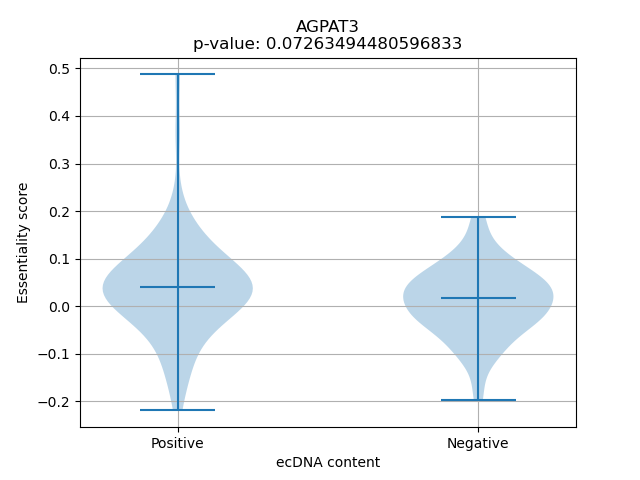 AGPAT3
p-value: 0.07263494480596833
0.5
0.4
0.3
0.2
0.1
0.0
−0.1
−0.2
Essentiality score
Positive
Negative
ecDNA content